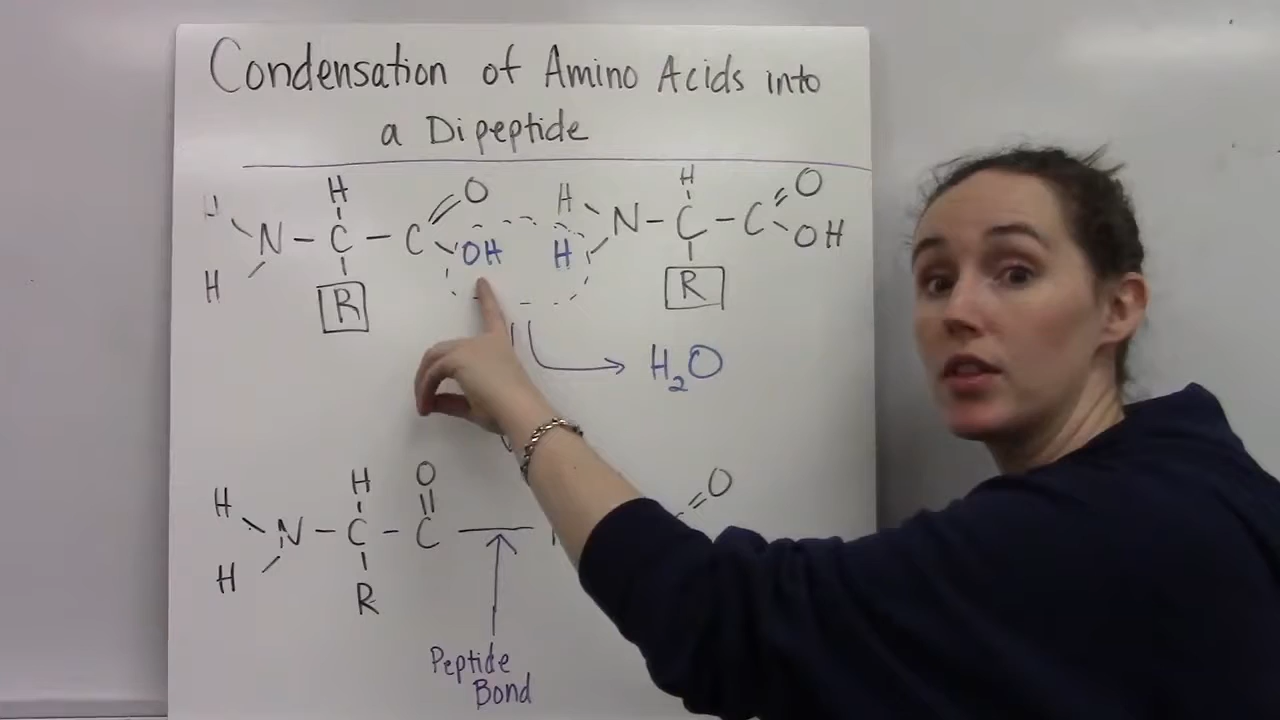 Condensation of Amino Acids into
a Dipeptide
H H O H H O
N - C - C OH H N - C - C OH
H R R
H₂O
H H O O
N - C - C
H R
Peptide
Bond